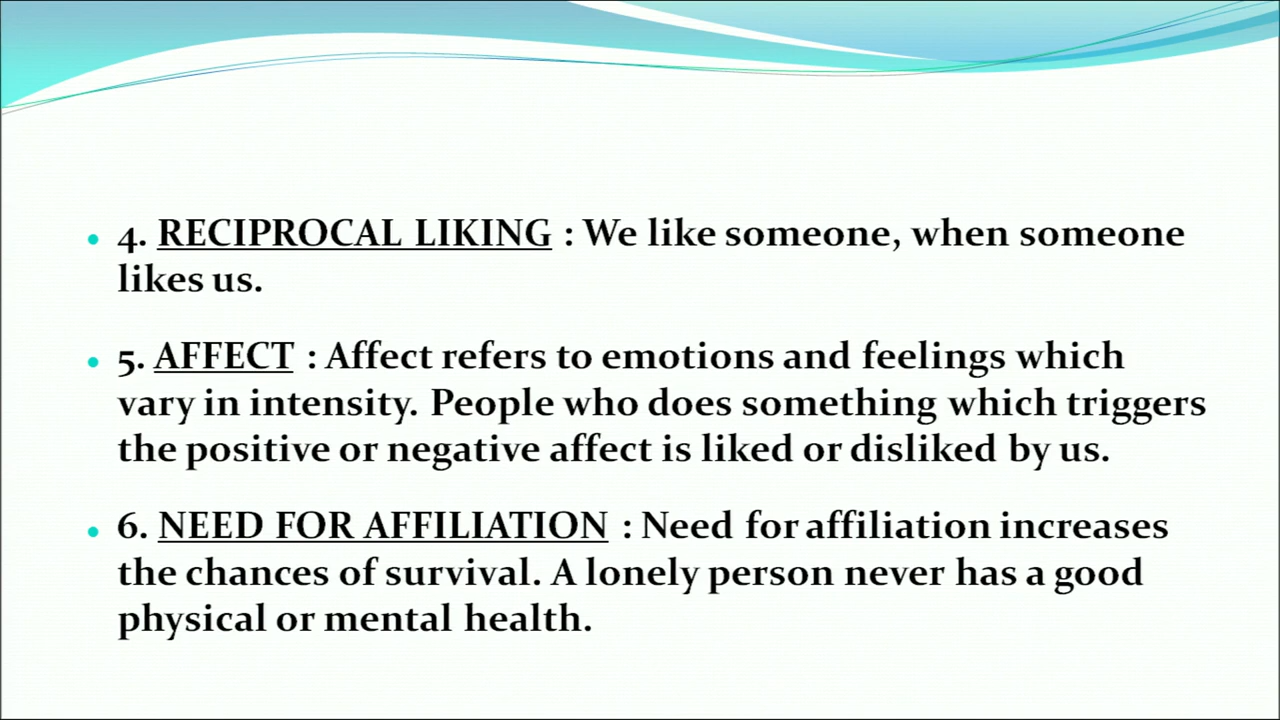 • 4. RECIPROCAL LIKING : We like someone, when someone
likes us.
• 5. AFFECT : Affect refers to emotions and feelings which
vary in intensity. People who does something which triggers
the positive or negative affect is liked or disliked by us.
• 6. NEED FOR AFFILIATION : Need for affiliation increases
the chances of survival. A lonely person never has a good
physical or mental health.